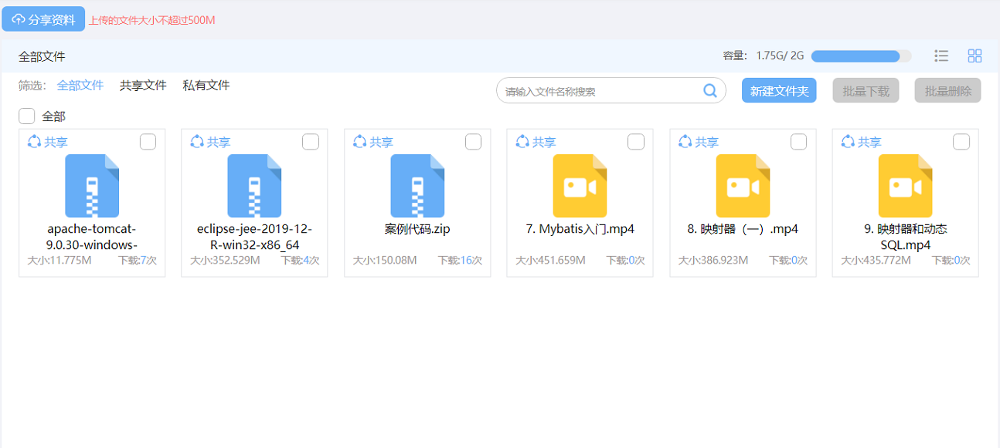 分享资料 上传的文件大小不超过500M
全部文件 容量： 1.75G/ 2G
筛选： 全部文件 共享文件 私有文件 请输入文件名称搜索 新建文件夹 批量下载 批量删除
全部
共享 共享 共享 共享 共享 共享
apache-tomcat- eclipse-jee-2019-12- 案例代码.zip 7. Mybatis入门.mp4 8. 映射器（一）.mp4 9. 映射器和动态
9.0.30-windows- R-win32-x86_64 SQL.mp4
大小:11.775M 下载:7次 大小:352.529M 下载:4次 大小:150.08M 下载:16次 大小:451.659M 下载:0次 大小:386.923M 下载:0次 大小:435.772M 下载:0次